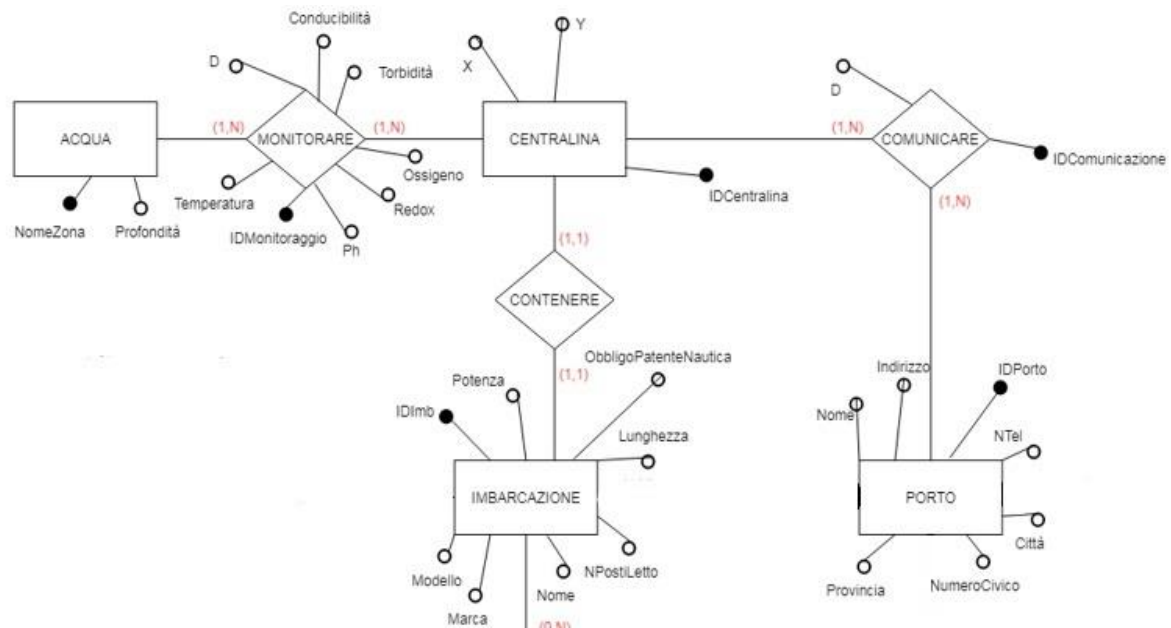 Conducibilità
Y
D
X
Torbidità
D
ACQUA
(1,N)
MONITORARE
(1,N)
CENTRALINA
(1,N)
COMUNICARE
Ossigeno
IDComunicazione
Temperatura
Redox
IDCentralina
(1,N)
NomeZona
Profondità
IDMonitoraggio
Ph
(1,1)
CONTENERE
ObbligoPatenteNautica
(1,1)
Potenza
Indirizzo
IDPorto
IDImb
Nome
Lunghezza
NTel
IMBARCAZIONE
PORTO
Città
Modello
NPostiLetto
Marca
Nome
Provincia
NumeroCivico
(0,N)